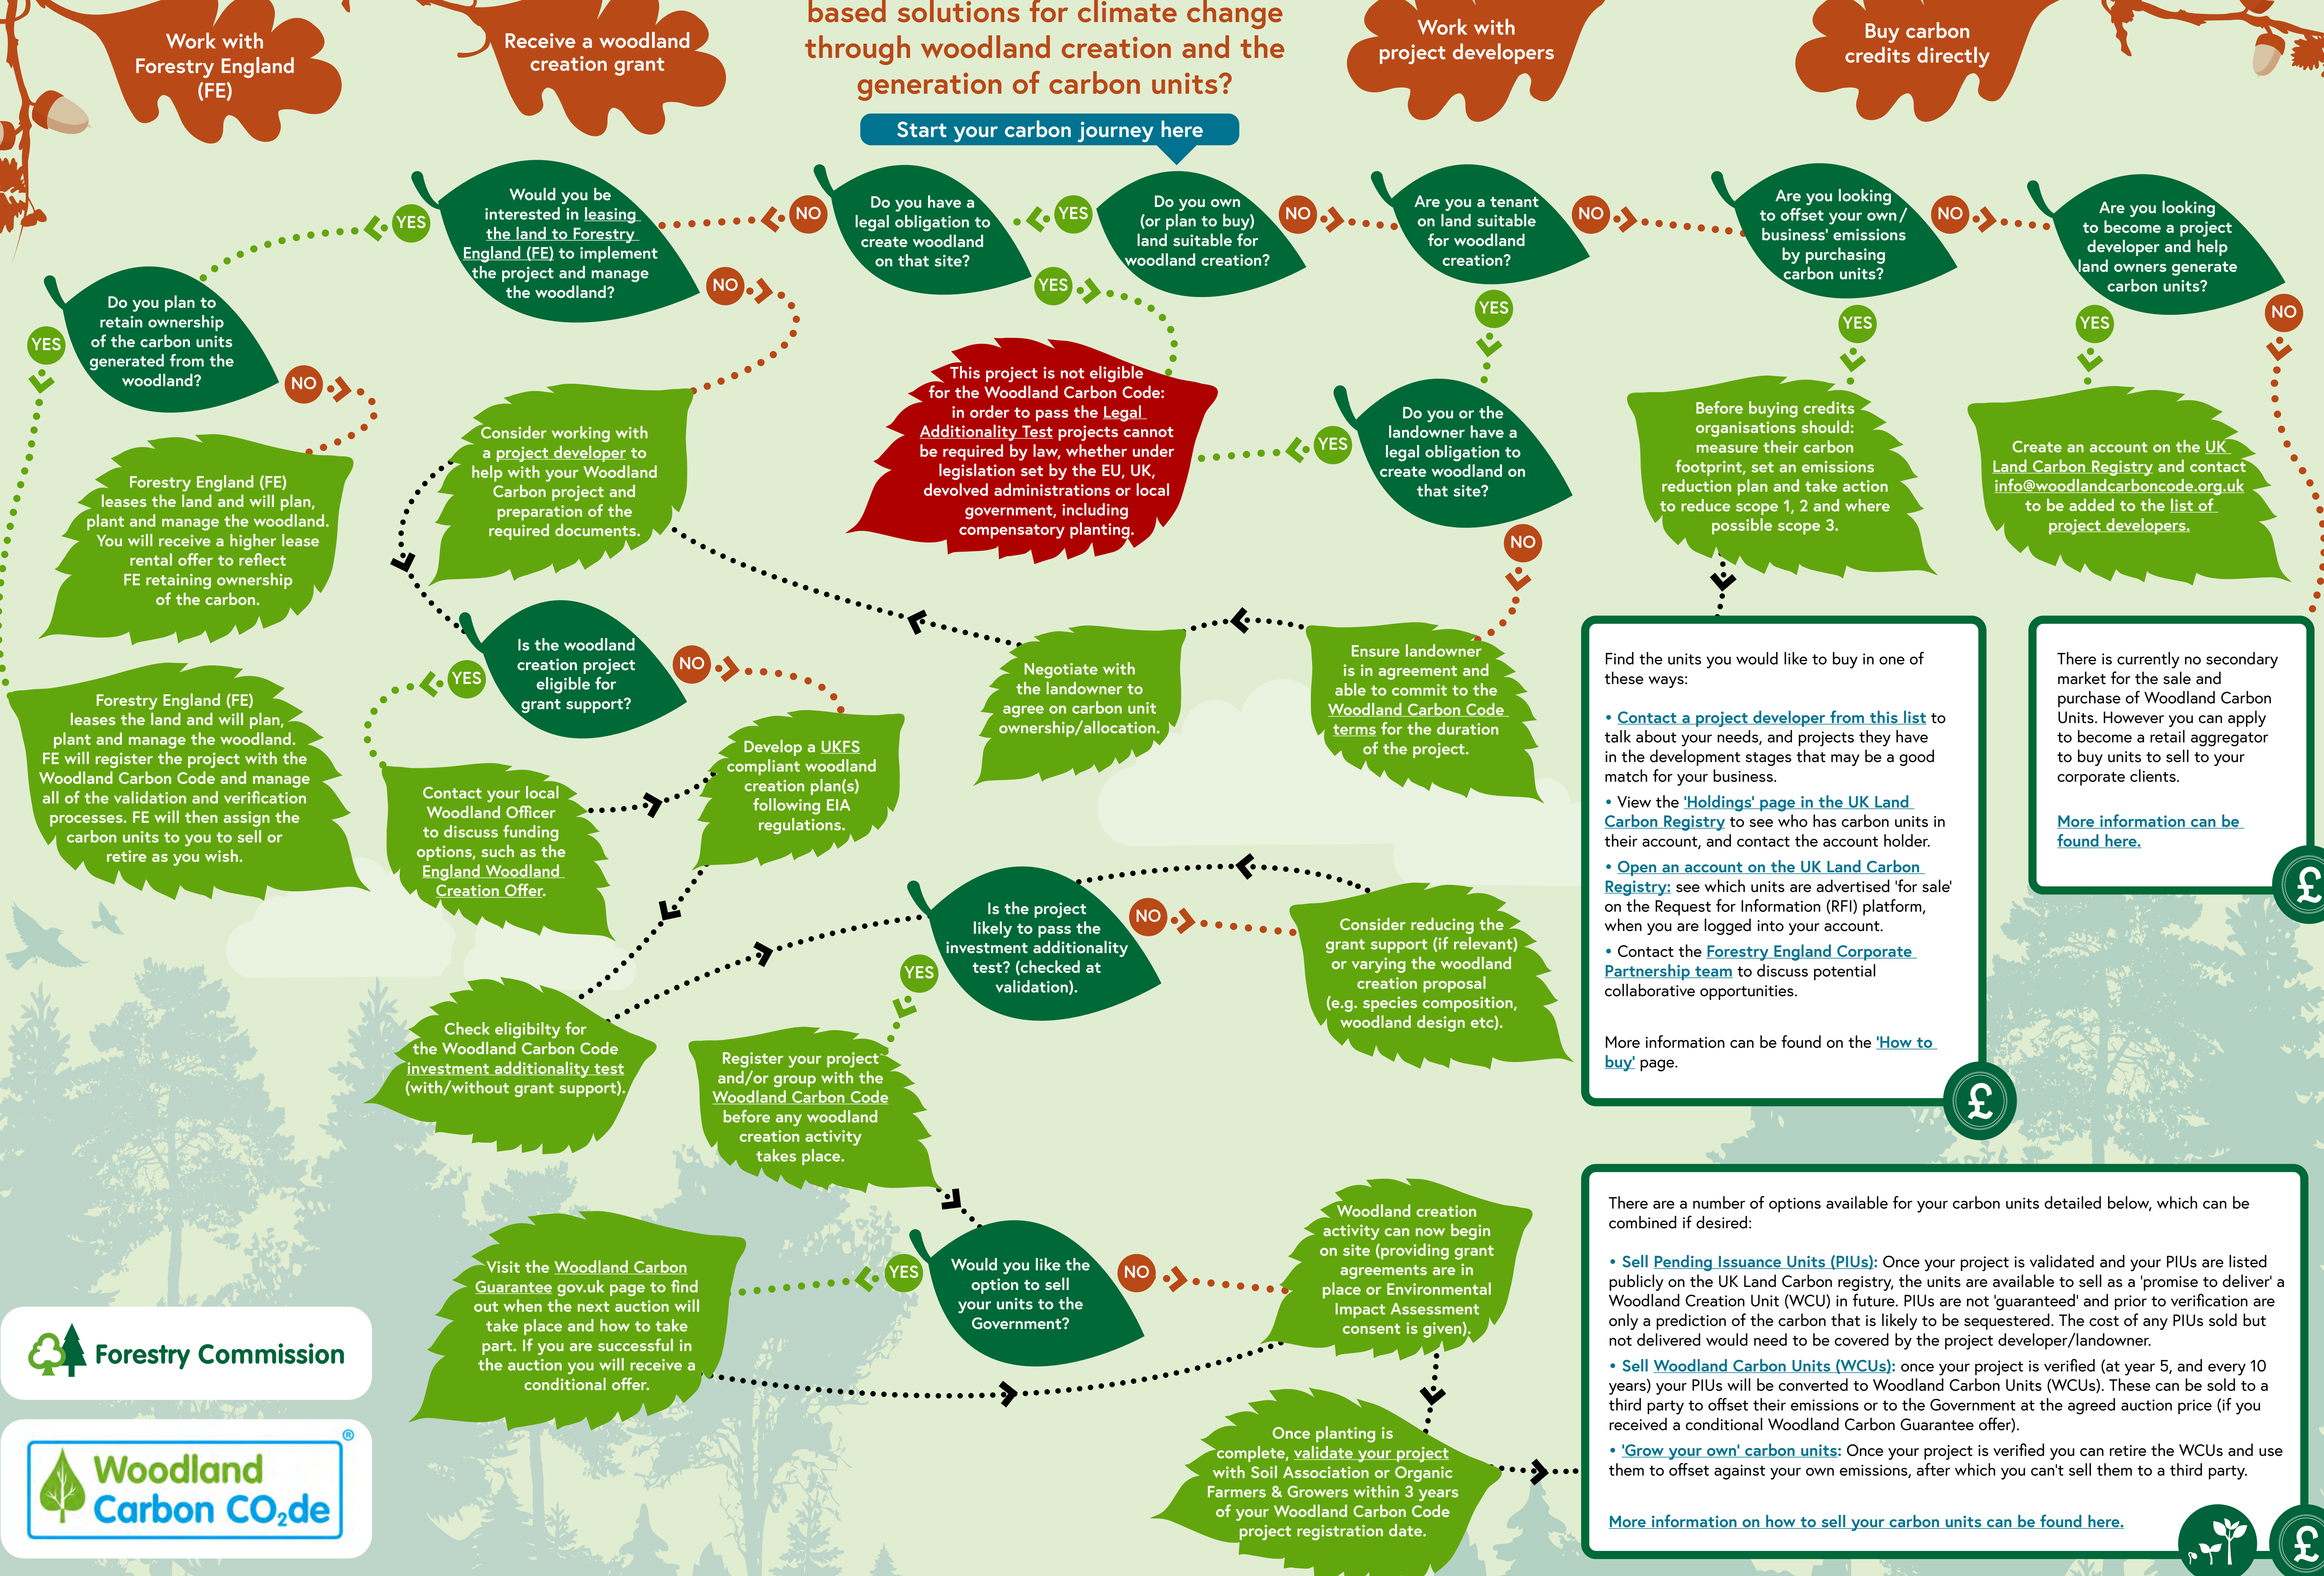 Work with
Forestry England
(FE)
Receive a woodland
creation grant
based solutions for climate change
through woodland creation and the
generation of carbon units?
Work with
project developers
Buy carbon
credits directly
Start your carbon journey here
Do you own
(or plan to buy)
land suitable for
woodland creation?
YES
NO
Do you have a
legal obligation to
create woodland
on that site?
NO
YES
Would you be
interested in leasing
the land to Forestry
England (FE) to implement
the project and manage
the woodland?
YES
NO
Are you a tenant
on land suitable
for woodland
creation?
NO
YES
Are you looking
to offset your own/
business' emissions
by purchasing
carbon units?
NO
YES
Are you looking
to become a project
developer and help
land owners generate
carbon units?
YES
NO
Do you plan to
retain ownership
of the carbon units
generated from the
woodland?
YES
NO
Forestry England (FE)
leases the land and will plan,
plant and manage the woodland.
You will receive a higher lease
rental offer to reflect
FE retaining ownership
of the carbon.
Forestry England (FE)
leases the land and will plan,
plant and manage the woodland.
FE will register the project with the
Woodland Carbon Code and manage
all of the validation and verification
processes. FE will then assign the
carbon units to you to sell or
retire as you wish.
Consider working with
a project developer to
help with your Woodland
Carbon project and
preparation of the
required documents.
This project is not eligible
for the Woodland Carbon Code:
in order to pass the Legal
Additionality Test projects cannot
be required by law, whether under
legislation set by the EU, UK,
devolved administrations or local
government, including
compensatory planting.
Do you or the
landowner have a
legal obligation to
create woodland on
that site?
YES
NO
Before buying credits
organisations should:
measure their carbon
footprint, set an emissions
reduction plan and take action
to reduce scope 1, 2 and where
possible scope 3.
Create an account on the UK
Land Carbon Registry and contact
info@woodlandcarboncode.org.uk
to be added to the list of
project developers.
Is the woodland
creation project
eligible for
grant support?
YES
NO
Negotiate with
the landowner to
agree on carbon unit
ownership/allocation.
Ensure landowner
is in agreement and
able to commit to the
Woodland Carbon Code
terms for the duration
of the project.
Contact your local
Woodland Officer
to discuss funding
options, such as the
England Woodland
Creation Offer.
Develop a UKFS
compliant woodland
creation plan(s)
following EIA
regulations.
Check eligibilty for
the Woodland Carbon Code
investment additionality test
(with/without grant support).
Is the project
likely to pass the
investment additionality
test? (checked at
validation).
YES
NO
Consider reducing the
grant support (if relevant)
or varying the woodland
creation proposal
(e.g. species composition,
woodland design etc).
Register your project
and/or group with the
Woodland Carbon Code
before any woodland
creation activity
takes place.
Would you like the
option to sell
your units to the
Government?
YES
NO
Visit the Woodland Carbon
Guarantee gov.uk page to find
out when the next auction will
take place and how to take
part. If you are successful in
the auction you will receive a
conditional offer.
Woodland creation
activity can now begin
on site (providing grant
agreements are in
place or Environmental
Impact Assessment
consent is given).
Once planting is
complete, validate your project
with Soil Association or Organic
Farmers & Growers within 3 years
of your Woodland Carbon Code
project registration date.
Find the units you would like to buy in one of
these ways:
• Contact a project developer from this list to
talk about your needs, and projects they have
in the development stages that may be a good
match for your business.
• View the 'Holdings' page in the UK Land
Carbon Registry to see who has carbon units in
their account, and contact the account holder.
• Open an account on the UK Land Carbon
Registry: see which units are advertised 'for sale'
on the Request for Information (RFI) platform,
when you are logged into your account.
• Contact the Forestry England Corporate
Partnership team to discuss potential
collaborative opportunities.
More information can be found on the 'How to
buy' page.
£
There is currently no secondary
market for the sale and
purchase of Woodland Carbon
Units. However you can apply
to become a retail aggregator
to buy units to sell to your
corporate clients.
More information can be
found here.
£
There are a number of options available for your carbon units detailed below, which can be
combined if desired:
• Sell Pending Issuance Units (PIUs): Once your project is validated and your PIUs are listed
publicly on the UK Land Carbon registry, the units are available to sell as a 'promise to deliver' a
Woodland Creation Unit (WCU) in future. PIUs are not 'guaranteed' and prior to verification are
only a prediction of the carbon that is likely to be sequestered. The cost of any PIUs sold but
not delivered would need to be covered by the project developer/landowner.
• Sell Woodland Carbon Units (WCUs): once your project is verified (at year 5, and every 10
years) your PIUs will be converted to Woodland Carbon Units (WCUs). These can be sold to a
third party to offset their emissions or to the Government at the agreed auction price (if you
received a conditional Woodland Carbon Guarantee offer).
• 'Grow your own' carbon units: Once your project is verified you can retire the WCUs and use
them to offset against your own emissions, after which you can't sell them to a third party.
More information on how to sell your carbon units can be found here.
£
Forestry Commission
Woodland
Carbon CO₂de
®